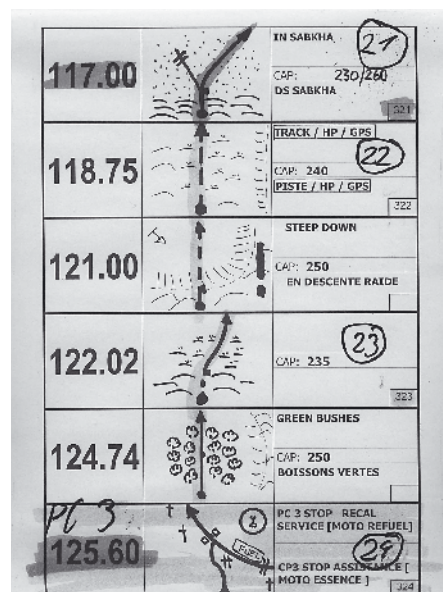 117.00
IN SABKHA
21
CAP: 230/260
DS SABKHA
321
118.75
TRACK / HP / GPS
22
CAP: 240
PISTE / HP / GPS
322
121.00
STEEP DOWN
CAP: 250
EN DESCENTE RAIDE
122.02
23
CAP: 235
323
124.74
GREEN BUSHES
CAP: 250
BOISSONS VERTES
PC 3
125.60
FUEL
PC 3 STOP RECAL
SERVICE [MOTO REFUEL]
24
CP3 STOP ASSISTANCE [
MOTO ESSENCE ]
324